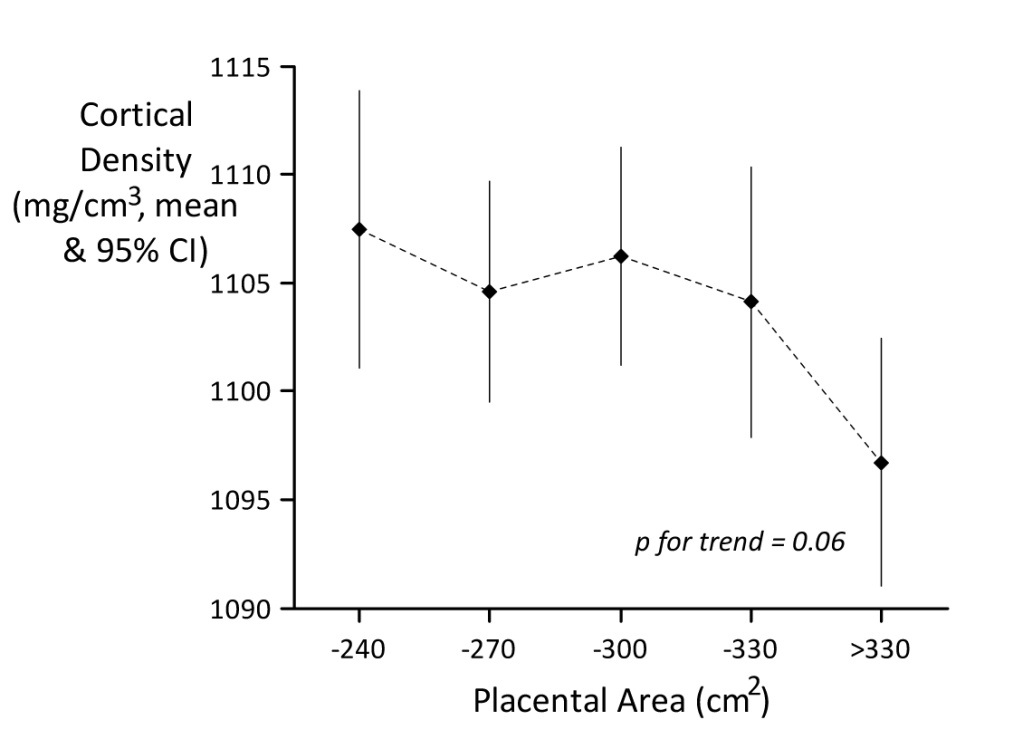 1115
Cortical
Density
1110
(mg/cm³, mean
& 95% CI)
1105
1100
1095
p for trend = 0.06
1090
-240 -270 -300 -330 >330
Placental Area (cm²)